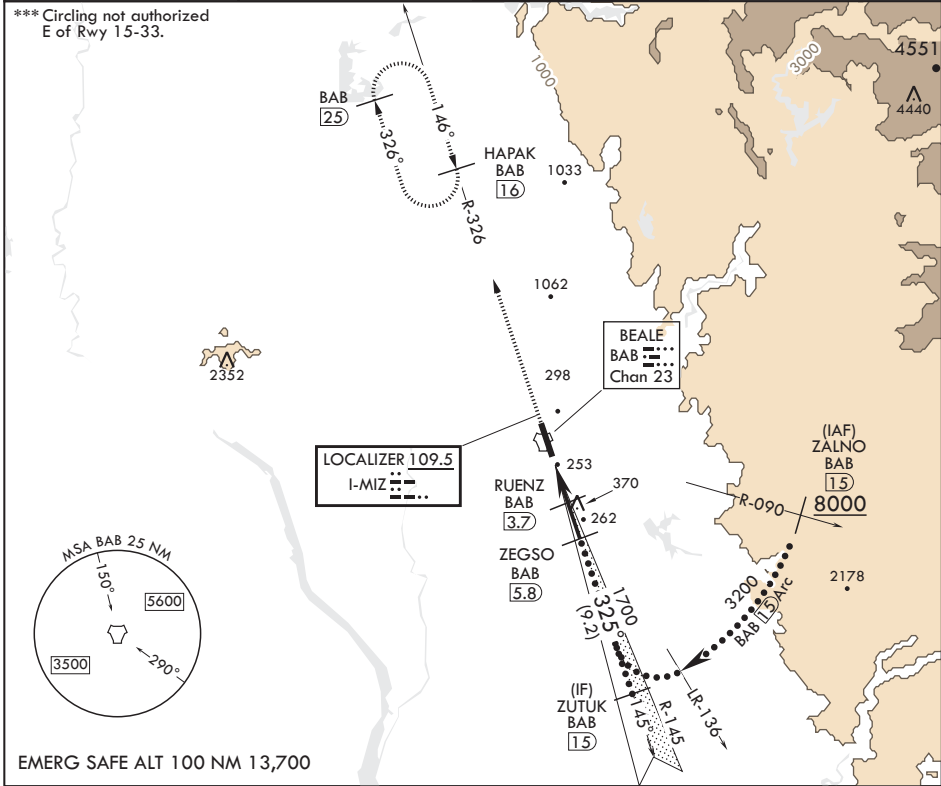 *** Circling not authorized
E of Rwy 15-33.
1000
3000
4551
4440
BAB
25
146°
326°
HAPAK
BAB
16
1033
R-326
1062
BEALE
BAB
Chan 23
2352
298
LOCALIZER 109.5
I-MIZ
253
RUENZ
BAB
3.7
370
262
(IAF)
ZALNO
BAB
15
8000
R-090
ZEGSO
BAB
5.8
2178
3200
BAB 15 Arc
1700
325°
(9.2)
MSA BAB 25 NM
150°
5600
3500
290°
(IF)
ZUTUK
BAB
15
145°
R-145
LR-136
EMERG SAFE ALT 100 NM 13,700